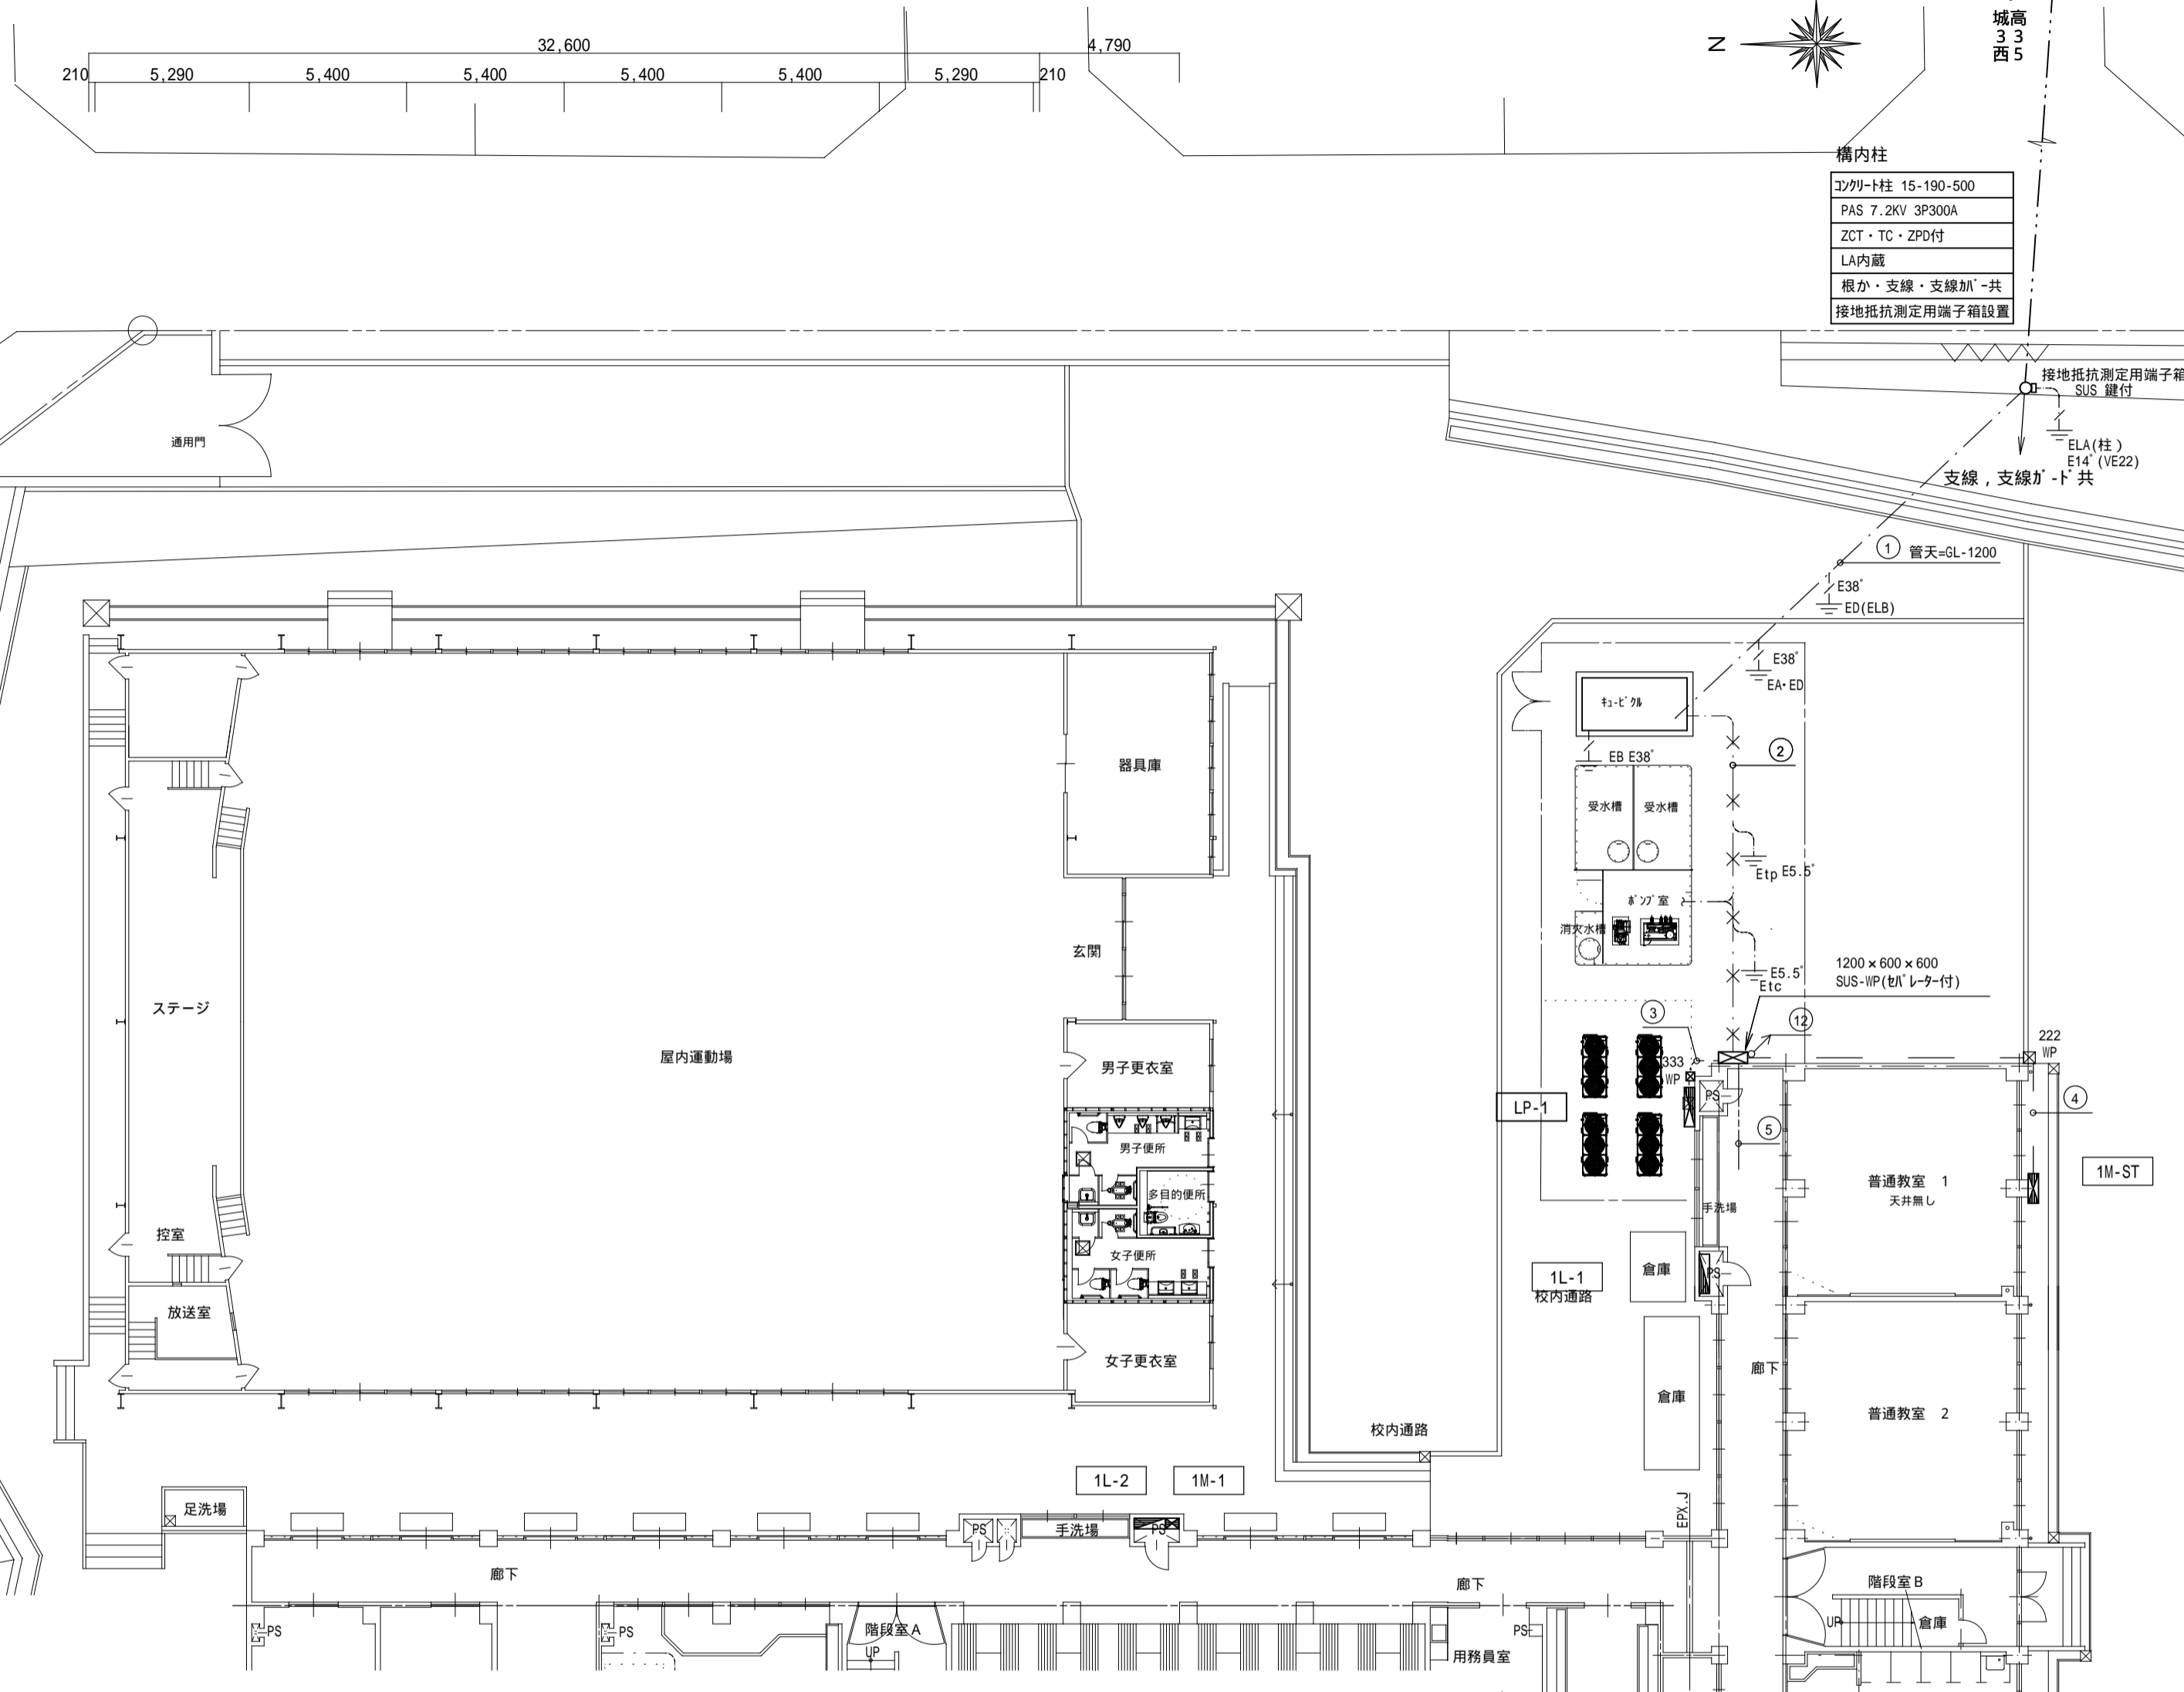 32,600
4,790
210
5,290
5,400
5,400
5,400
5,400
5,290
210
N
高335
城3西
構内柱
コンクリート柱 15-190-500
PAS 7.2KV 3P300A
ZCT・TC・ZPD付
LA内蔵
根かせ・支線・支線ガード共
接地抵抗測定用端子箱設置
接地抵抗測定用端子箱
SUS 鍵付
ELA(柱)
E14゜(VE22)
支線,支線ガード共
通用門
1 管天=GL-1200
E38゜
ED(ELB)
E38゜
EA・ED
キュービクル
2
EB E38゜
器具庫
受水槽
受水槽
Etp E5.5゜
ポンプ室
消火水槽
玄関
E5.5゜
Etc
1200×600×600
SUS-WP(セパレーター付)
ステージ
屋内運動場
3
12
222
WP
333
WP
男子更衣室
LP-1
PS
4
5
男子便所
普通教室 1
天井無し
1M-ST
多目的便所
手洗場
控室
女子便所
1L-1
校内通路
倉庫
PS
放送室
女子更衣室
廊下
倉庫
普通教室 2
校内通路
1L-2
1M-1
足洗場
PS
手洗場
PS
EPX.J
廊下
廊下
階段室B
PS
PS
階段室A
UP
PS
用務員室
UP
倉庫